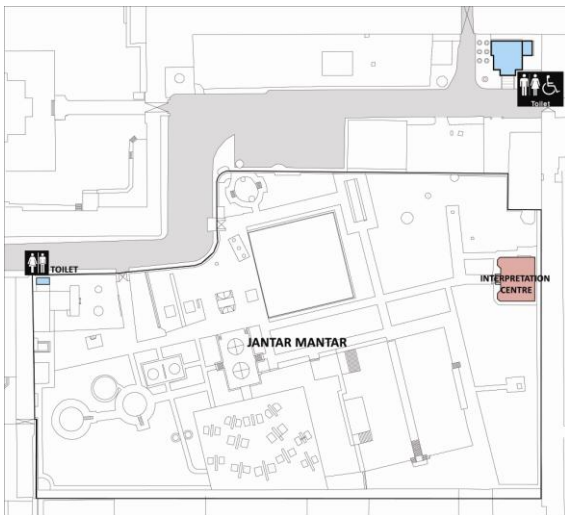 Toilet
TOILET
INTERPRETATION
CENTRE
JANTAR MANTAR